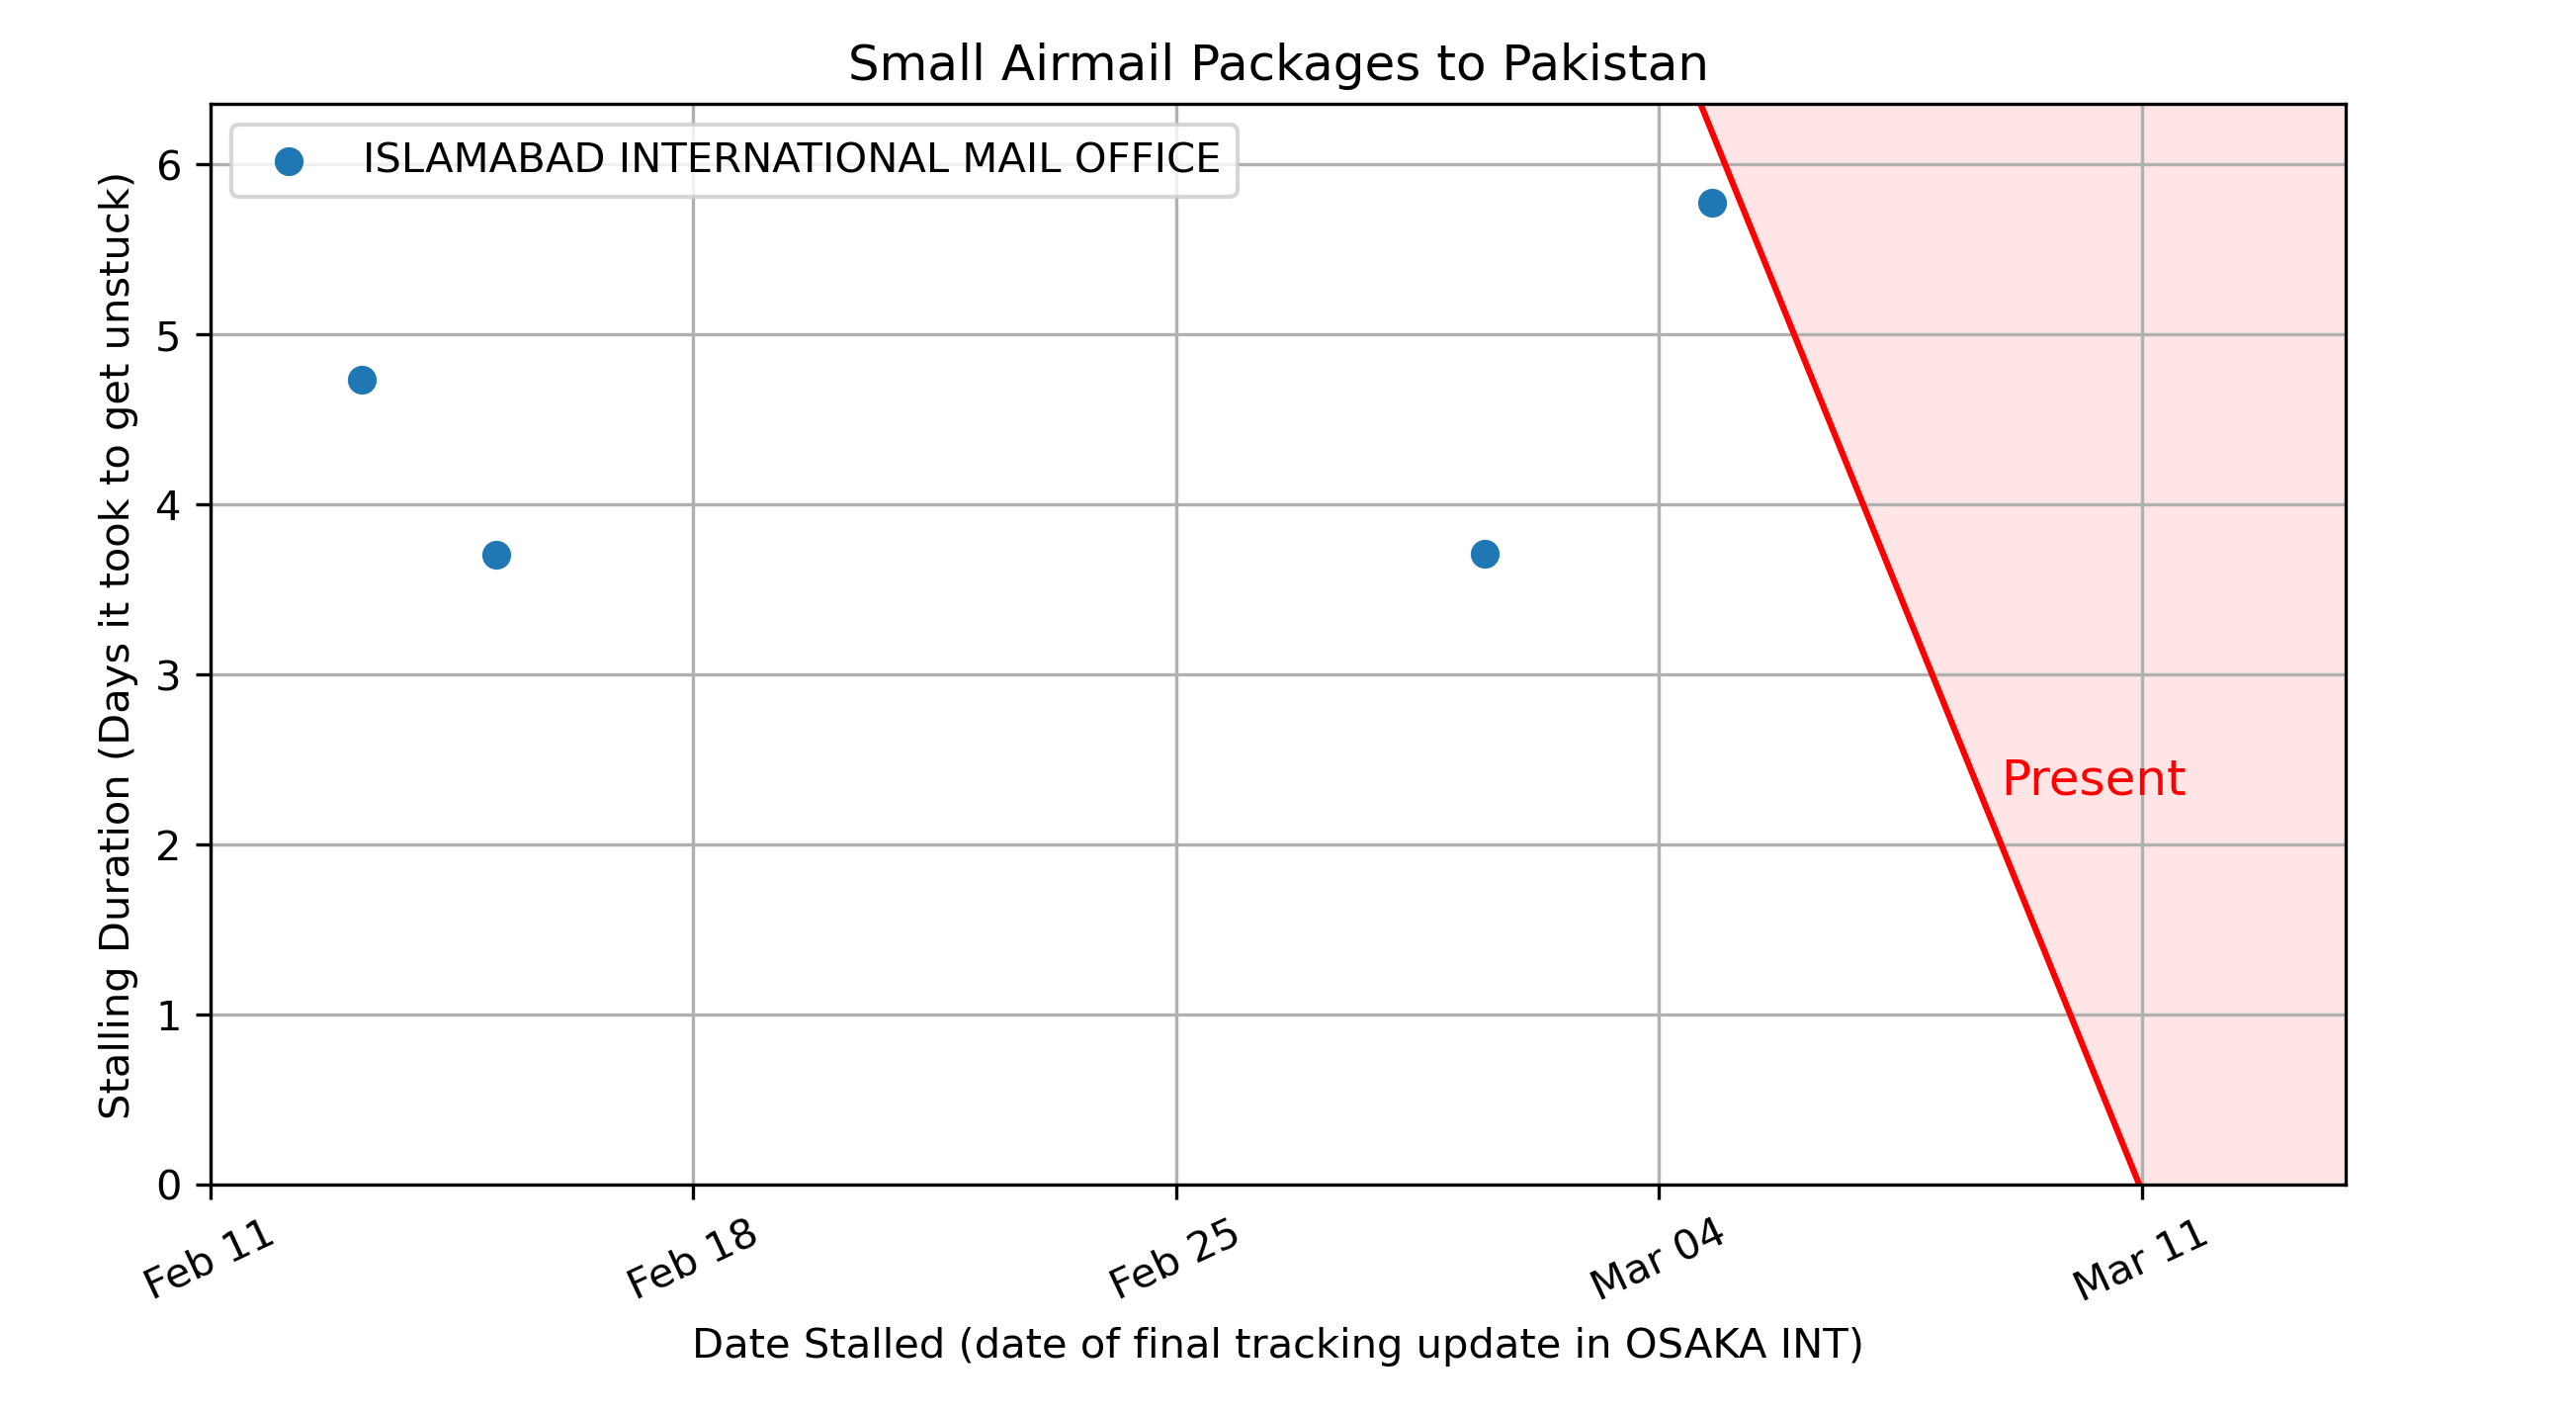 Small Airmail Packages to Pakistan
ISLAMABAD INTERNATIONAL MAIL OFFICE
Stalling Duration (Days it took to get unstuck)
6
5
4
3
2
1
0
Present
Feb 11
Feb 18
Feb 25
Mar 04
Mar 11
Date Stalled (date of final tracking update in OSAKA INT)